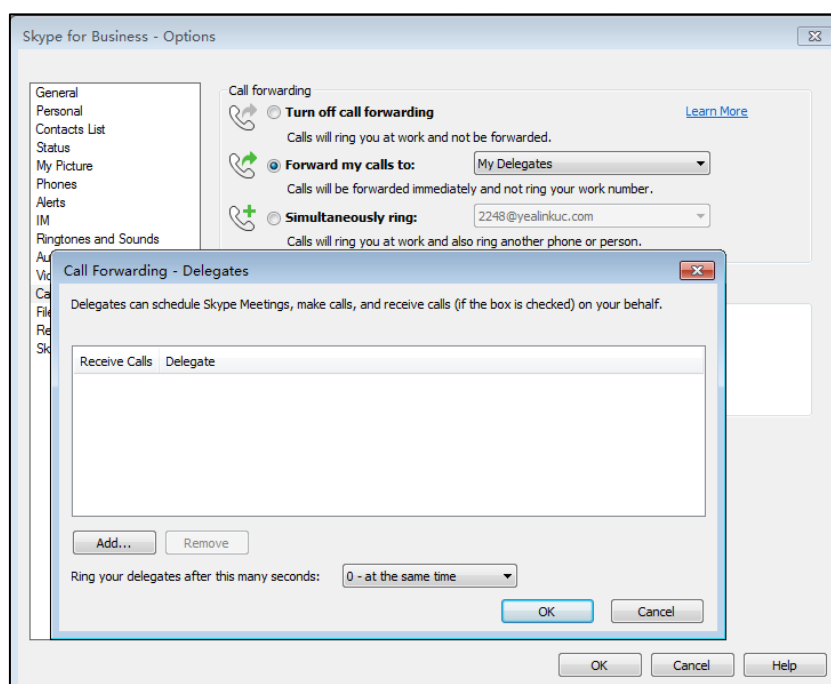 Skype for Business - Options
General
Personal
Contacts List
Status
My Picture
Phones
Alerts
IM
Ringtones and Sounds
Call forwarding
Turn off call forwarding
Learn More
Calls will ring you at work and not be forwarded.
Forward my calls to:
My Delegates
Calls will be forwarded immediately and not ring your work number.
Simultaneously ring:
2248@yealinkuc.com
Calls will ring you at work and also ring another phone or person.
Call Forwarding - Delegates
Delegates can schedule Skype Meetings, make calls, and receive calls (if the box is checked) on your behalf.
Receive Calls Delegate
Add... Remove
Ring your delegates after this many seconds: 0 - at the same time
OK Cancel
OK Cancel Help